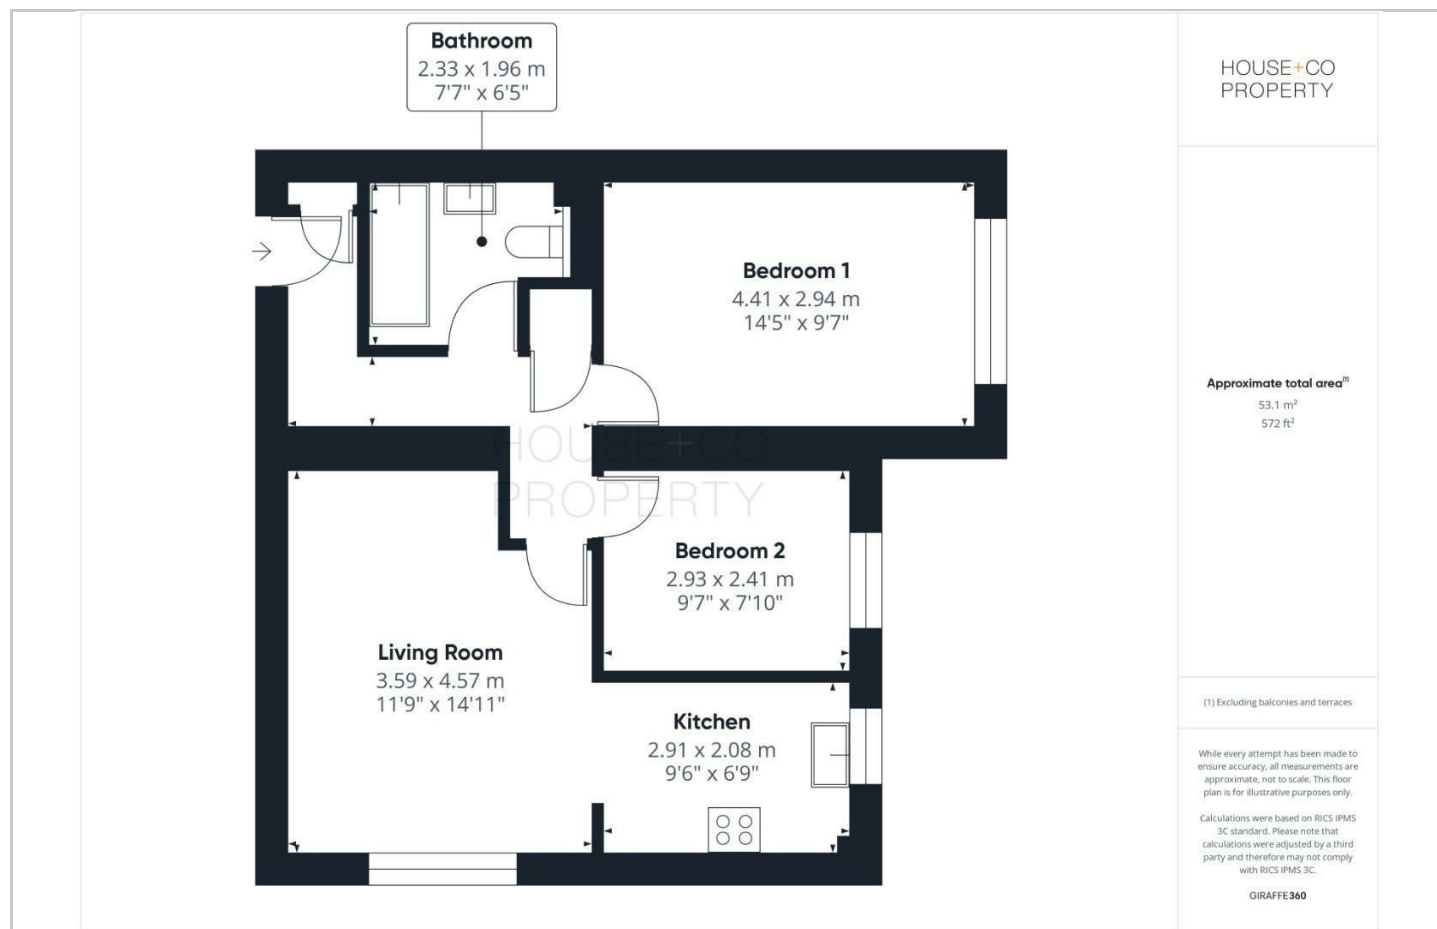 Bathroom
2.33 x 1.96 m
7'7" x 6'5"
Bedroom 1
4.41 x 2.94 m
14'5" x 9'7"
HOUSE+CO
PROPERTY
Bedroom 2
2.93 x 2.41 m
9'7" x 7'10"
Living Room
3.59 x 4.57 m
11'9" x 14'11"
Kitchen
2.91 x 2.08 m
9'6" x 6'9"
HOUSE+CO
PROPERTY
Approximate total area⁽¹⁾
53.1 m²
572 ft²
(1) Excluding balconies and terraces
While every attempt has been made to
ensure accuracy, all measurements are
approximate, not to scale. This floor
plan is for illustrative purposes only.
Calculations were based on RICS IPMS
3C standard. Please note that
calculations were adjusted by a third
party and therefore may not comply
with RICS IPMS 3C.
GIRAFFE360